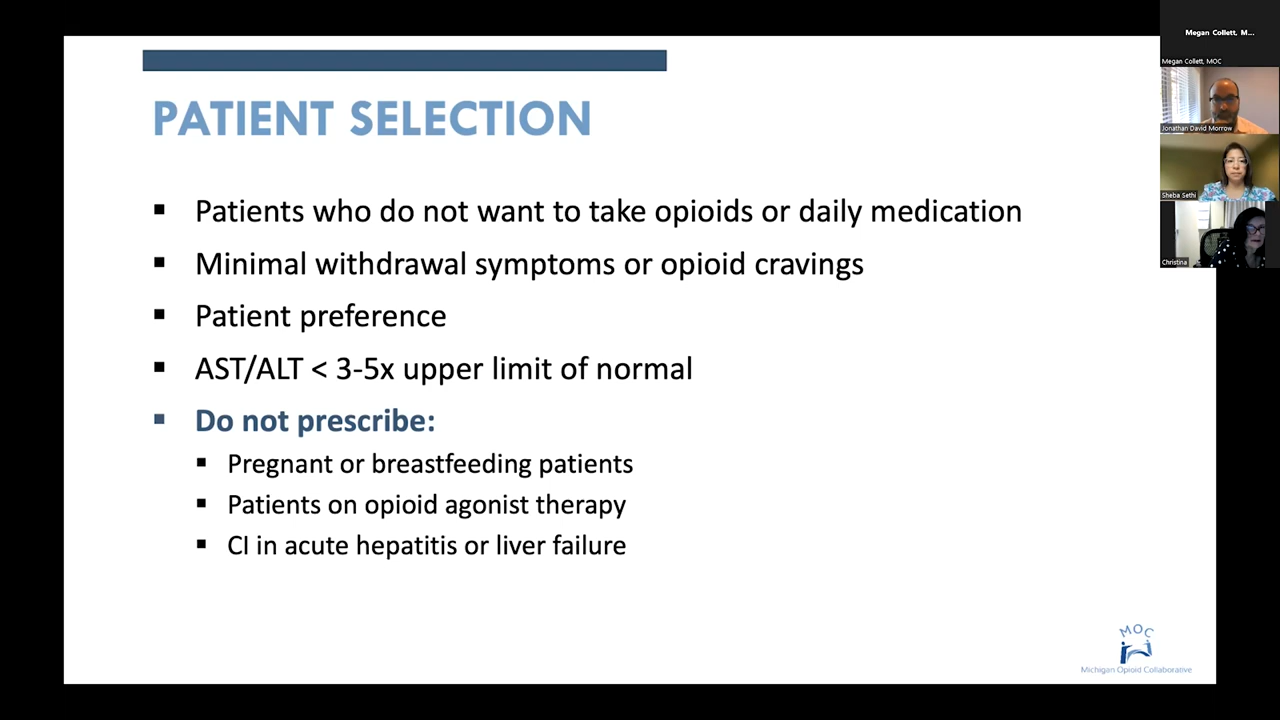 PATIENT SELECTION
Patients who do not want to take opioids or daily medication
Minimal withdrawal symptoms or opioid cravings
Patient preference
AST/ALT < 3-5x upper limit of normal
Do not prescribe:
Pregnant or breastfeeding patients
Patients on opioid agonist therapy
CI in acute hepatitis or liver failure
MOC
Michigan Opioid Collaborative
Megan Collett, M...
Megan Collett, MOC
Jonathan David Morrow
Sheba Sethi
Christina